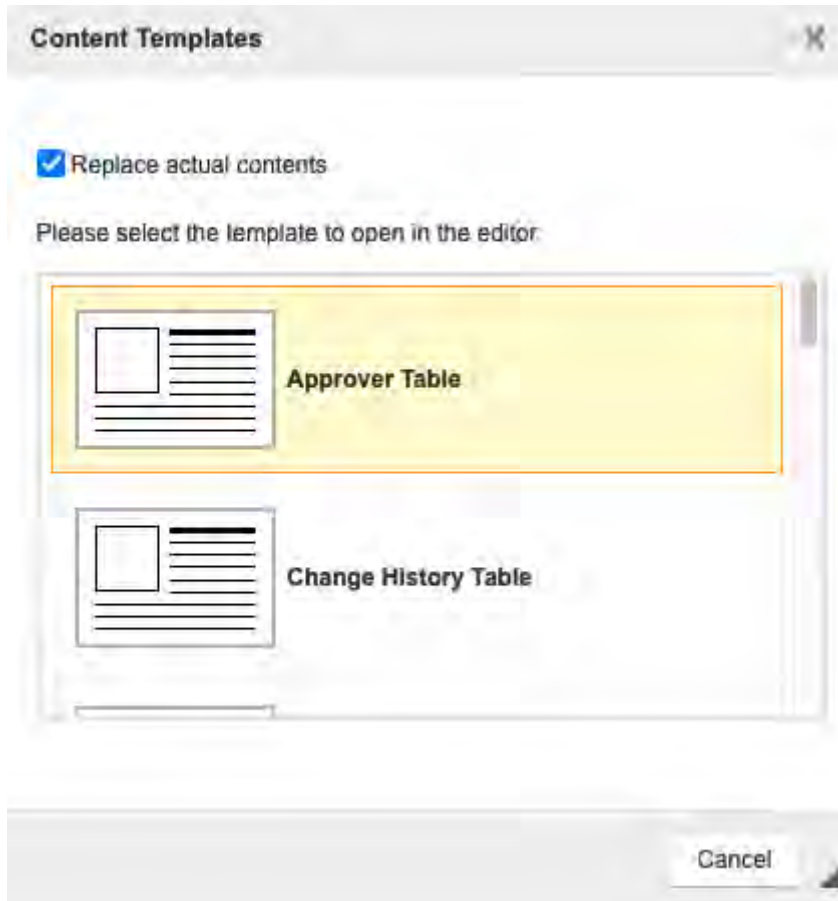 Content Templates
Replace actual contents
Please select the template to open in the editor
Approver Table
Change History Table
Cancel